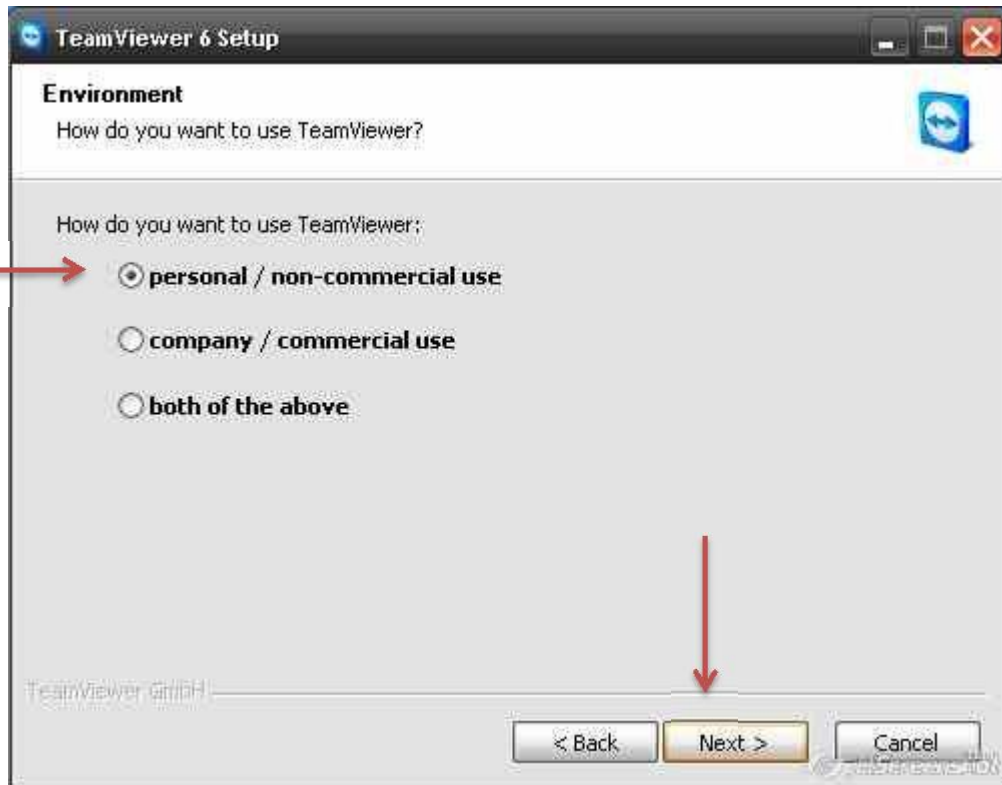 TeamViewer 6 Setup
Environment
How do you want to use TeamViewer?
How do you want to use TeamViewer:
personal / non-commercial use
company / commercial use
both of the above
TeamViewer GmbH
< Back
Next >
Cancel